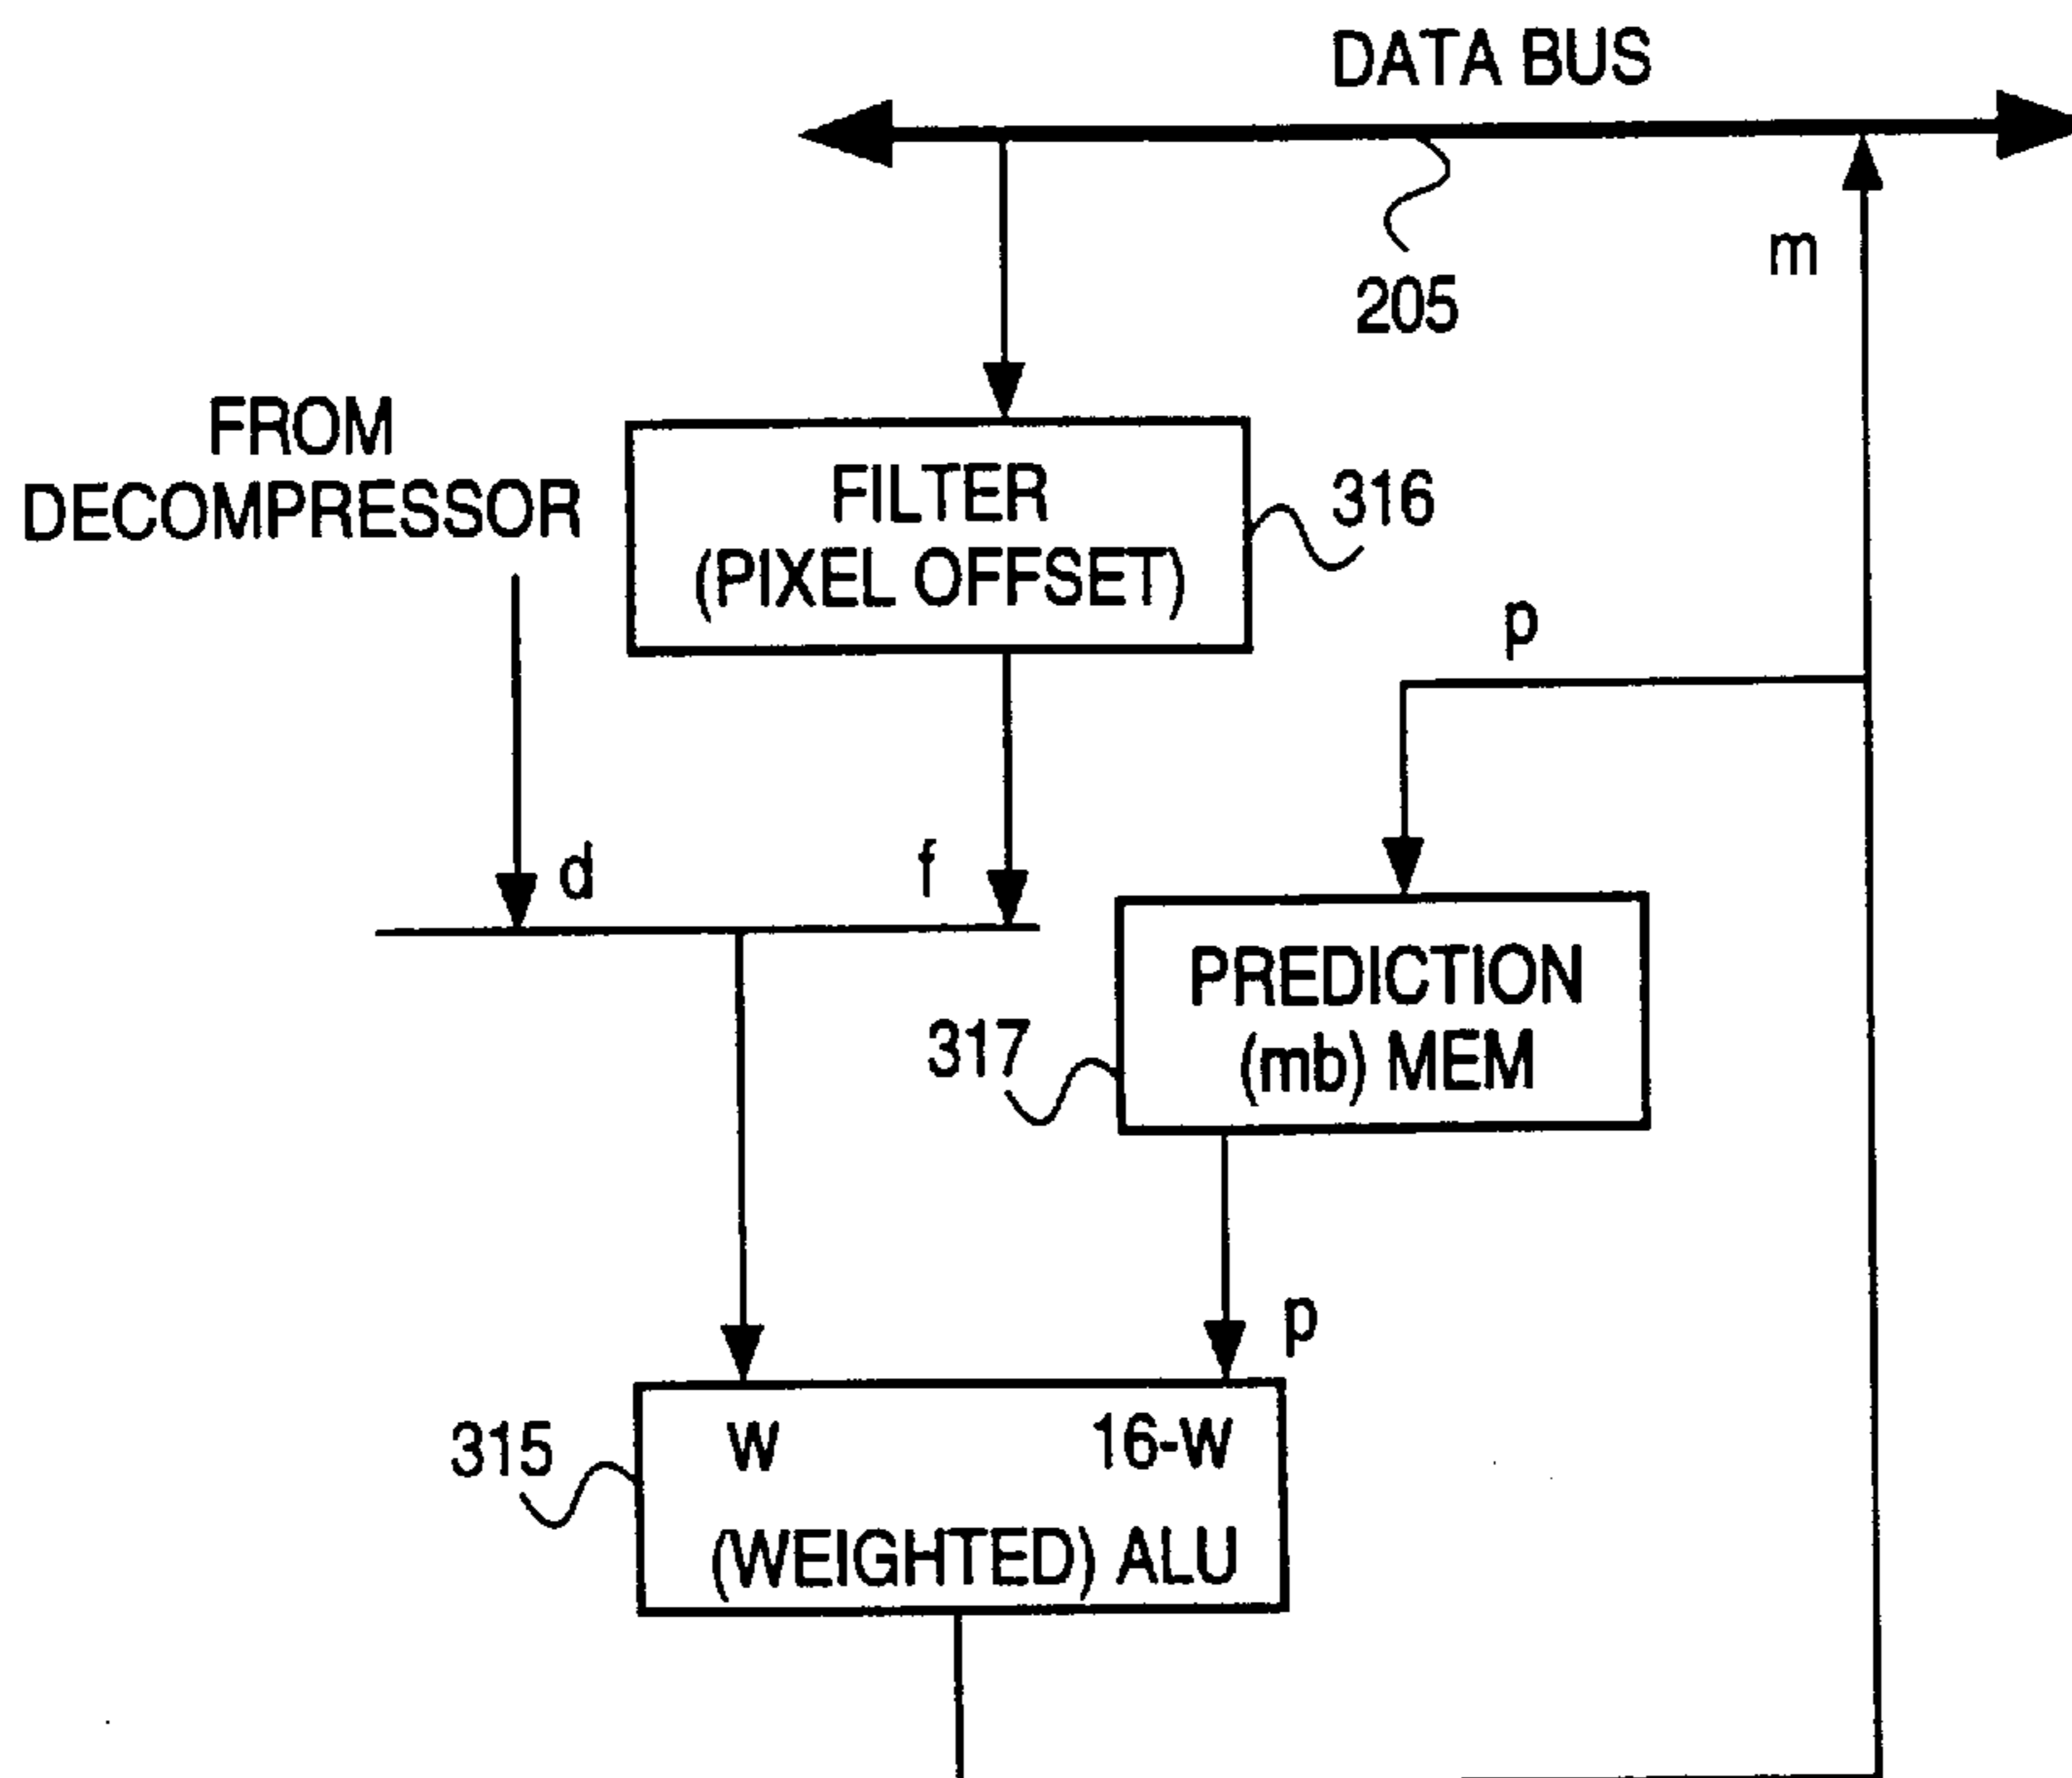 DATA BUS
m
205
FROM
DECOMPRESSOR
FILTER
(PIXEL OFFSET)
316
p
d
f
PREDICTION
(mb) MEM
317
p
315
W
16-W
(WEIGHTED) ALU